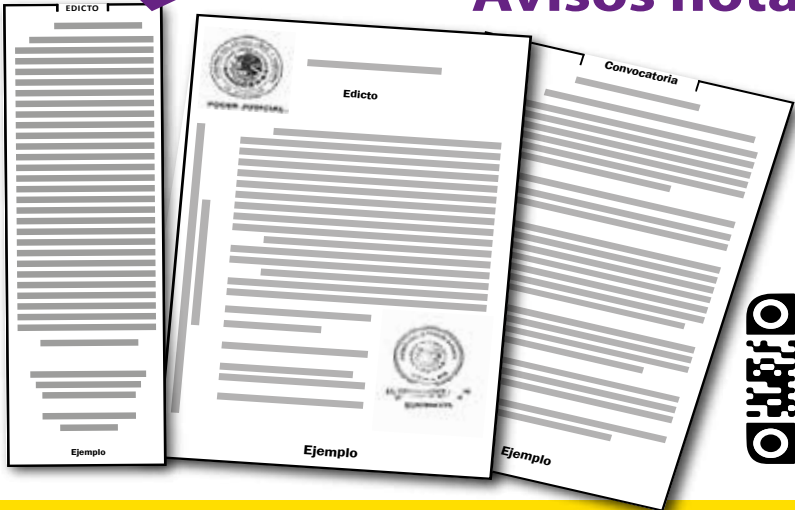 Avisos nota
EDICTO
Ejemplo
PODER JUDICIAL
Edicto
Ejemplo
Convocatoria
Ejemplo